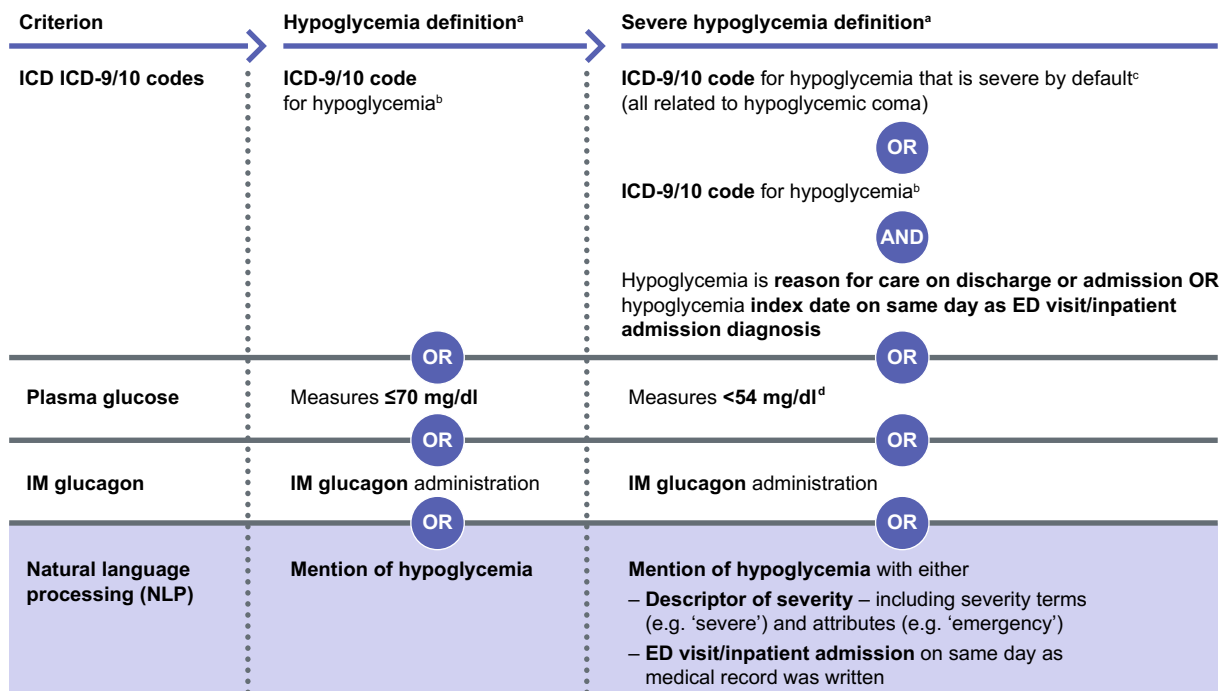 Criterion
Hypoglycemia definitionᵃ
Severe hypoglycemia definitionᵃ
ICD ICD-9/10 codes
ICD-9/10 code
for hypoglycemiaᵇ
ICD-9/10 code for hypoglycemia that is severe by defaultᶜ
(all related to hypoglycemic coma)
OR
ICD-9/10 code for hypoglycemiaᵇ
AND
Hypoglycemia is reason for care on discharge or admission OR
hypoglycemia index date on same day as ED visit/inpatient
admission diagnosis
OR
OR
Plasma glucose
Measures ≤70 mg/dl
Measures <54 mg/dlᵈ
OR
OR
IM glucagon
IM glucagon administration
IM glucagon administration
OR
OR
Natural language
processing (NLP)
Mention of hypoglycemia
Mention of hypoglycemia with either
– Descriptor of severity – including severity terms
(e.g. ‘severe’) and attributes (e.g. ‘emergency’)
– ED visit/inpatient admission on same day as
medical record was written